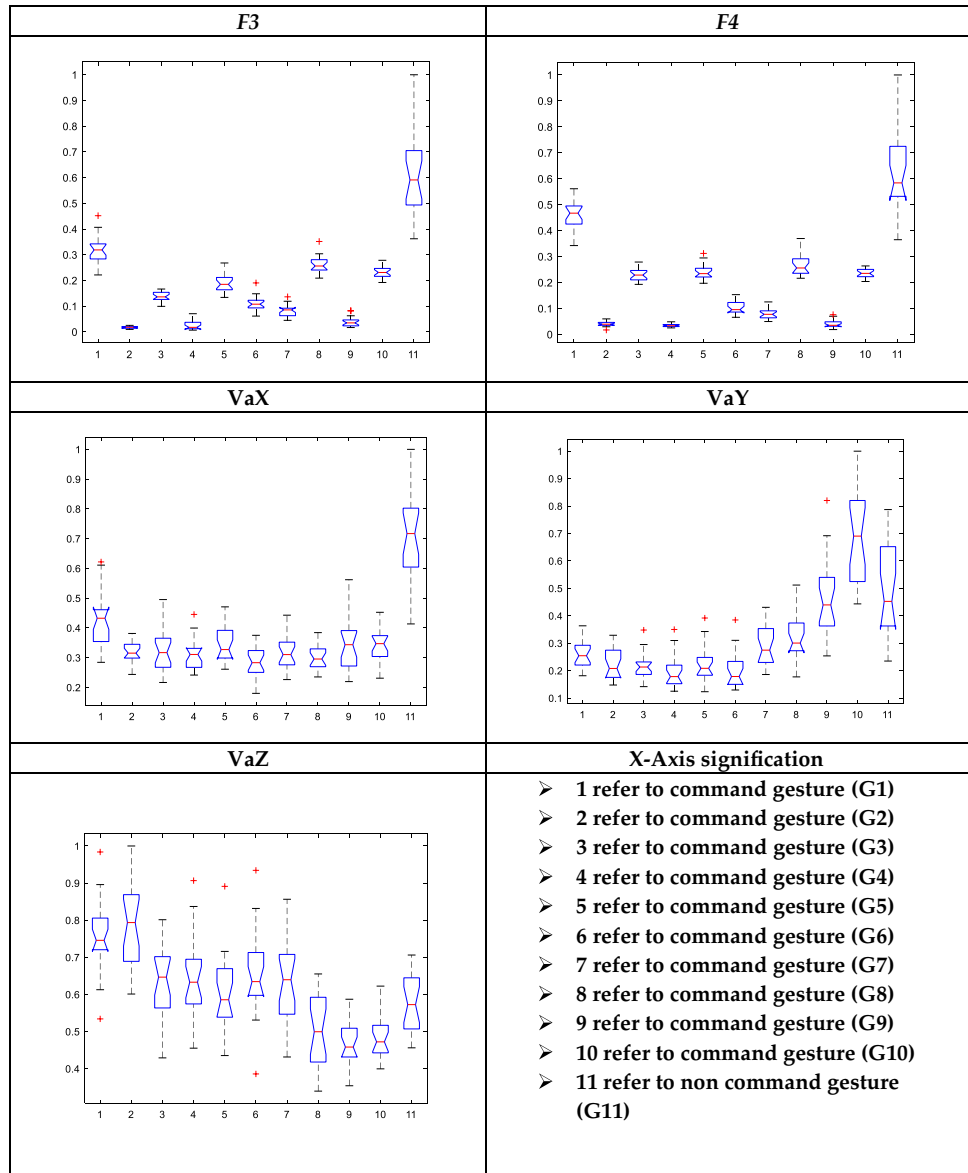 F3
F4
1
0.9
0.8
0.7
0.6
0.5
0.4
0.3
0.2
0.1
0
1 2 3 4 5 6 7 8 9 10 11
1
0.9
0.8
0.7
0.6
0.5
0.4
0.3
0.2
0.1
0
1 2 3 4 5 6 7 8 9 10 11
VaX
VaY
1
0.9
0.8
0.7
0.6
0.5
0.4
0.3
0.2
1 2 3 4 5 6 7 8 9 10 11
1
0.9
0.8
0.7
0.6
0.5
0.4
0.3
0.2
0.1
1 2 3 4 5 6 7 8 9 10 11
VaZ
X-Axis signification
1
0.9
0.8
0.7
0.6
0.5
0.4
1 2 3 4 5 6 7 8 9 10 11
➢ 1 refer to command gesture (G1)
➢ 2 refer to command gesture (G2)
➢ 3 refer to command gesture (G3)
➢ 4 refer to command gesture (G4)
➢ 5 refer to command gesture (G5)
➢ 6 refer to command gesture (G6)
➢ 7 refer to command gesture (G7)
➢ 8 refer to command gesture (G8)
➢ 9 refer to command gesture (G9)
➢ 10 refer to command gesture (G10)
➢ 11 refer to non command gesture
(G11)